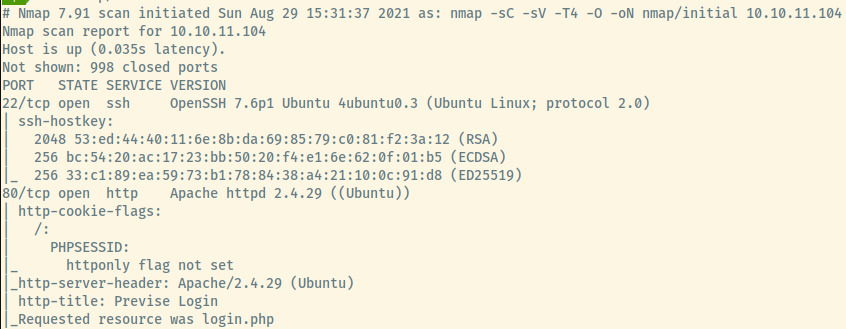 # Nmap 7.91 scan initiated Sun Aug 29 15:31:37 2021 as: nmap -sC -sV -T4 -O -oN nmap/initial 10.10.11.104
Nmap scan report for 10.10.11.104
Host is up (0.035s latency).
Not shown: 998 closed ports
PORT   STATE SERVICE VERSION
22/tcp open  ssh     OpenSSH 7.6p1 Ubuntu 4ubuntu0.3 (Ubuntu Linux; protocol 2.0)
| ssh-hostkey:
|   2048 53:ed:44:40:11:6e:8b:da:69:85:79:c0:81:f2:3a:12 (RSA)
|   256 bc:54:20:ac:17:23:bb:50:20:f4:e1:6e:62:0f:01:b5 (ECDSA)
|_  256 33:c1:89:ea:59:73:b1:78:84:38:a4:21:10:0c:91:d8 (ED25519)
80/tcp open  http    Apache httpd 2.4.29 ((Ubuntu))
| http-cookie-flags:
|   /:
|     PHPSESSID:
|_      httponly flag not set
|_http-server-header: Apache/2.4.29 (Ubuntu)
| http-title: Previse Login
|_Requested resource was login.php